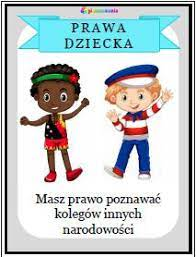 PRAWA
DZIECKA
Masz prawo poznawać
kolegów innych
narodowości